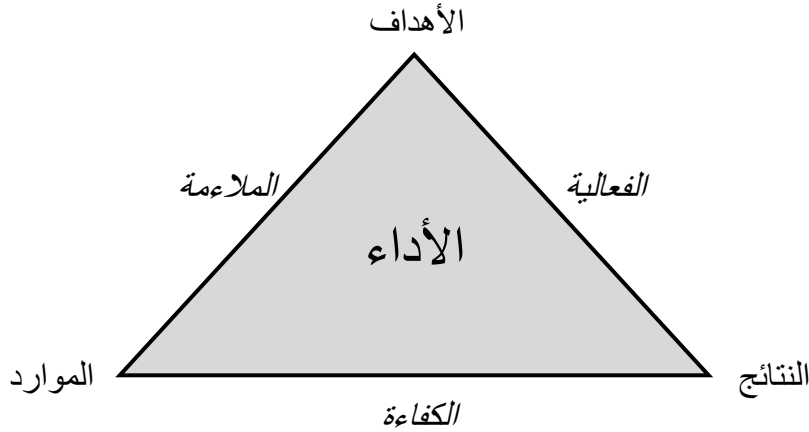 الأهداف
الفعالية
الملاءمة
الأداء
النتائج
الموارد
الكفاءة